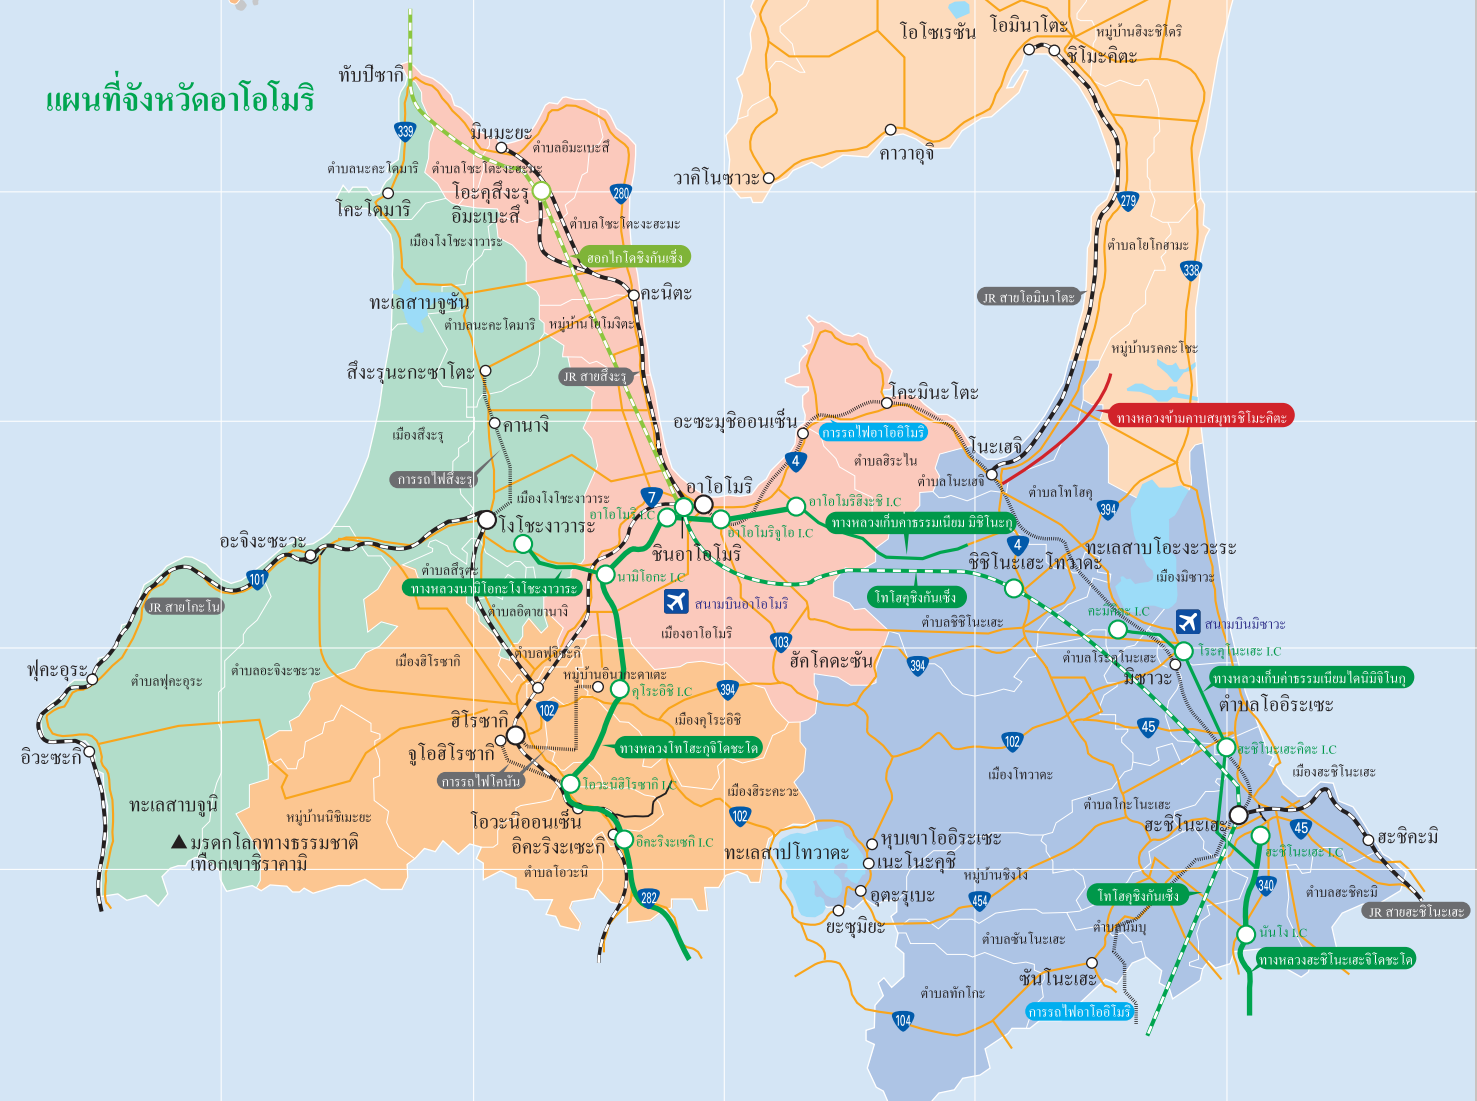 แผนที่จังหวัดอาโอโมริ
ทับปีซากิ
339
มินมะยะ
ตำบลอิมะเบะสึ
ตำบลนะคะโดมาริ
ตำบลโซะโตะงะฮะมะ
โอะคุสึงะรุ
อิมะเบะสึ
280
โคะโดมาริ
ตำบลโซะโตะงะฮะมะ
เมืองโงโชะงาวาระ
ฮอกไกโดชิงกันเซ็ง
ทะเลสาบจูซัน
คะนิตะ
ตำบลนะคะโดมาริ
หมู่บ้านโยโมงิตะ
สึงะรุนะกะซาโตะ
JR สายสึงะรุ
คานางิ
เมืองสึงะรุ
การรถไฟสึงะรุ
เมืองโงโชะงาวาระ
โงโชะงาวาระ
อะจิงะซะวะ
101
JR สายโกะโน
ตำบลสึรุตะ
ทางหลวงนามิโอกะโงโชะงาวาระ
ตำบลอิตายานางิ
ฟุคะอุระ
ตำบลฟุคะอุระ
ตำบลอะจิงะซะวะ
อิวะซะกิ
ทะเลสาบจูนิ
มรดกโลกทางธรรมชาติ
เทือกเขาชิราคามิ
โอโซเรซัน
โอมินาโตะ
หมู่บ้านฮิงะชิโดริ
ชิโมะคิตะ
คาวาอุจิ
วาคิโนซาวะ
279
ตำบลโยโกฮามะ
338
JR สายโอมินาโตะ
หมู่บ้านรคคะโชะ
ทางหลวงข้ามคาบสมุทรชิโมะคิตะ
โคะมินะโตะ
อะซะมุชิออนเซ็น
การรถไฟอาโออิโมริ
4
ตำบลฮิระไน
โนะเฮจิ
ตำบลโนะเฮจิ
ตำบลโทโฮคุ
394
7
อาโอโมริ
อาโอโมริ I.C
อาโอโมริฮิงะชิ I.C
อาโอโมริจูโอ I.C
ทางหลวงเก็บค่าธรรมเนียม มิชิโนะกุ
ชินอาโอโมริ
4
ชิชิโนะเฮะโทวาดะ
ทะเลสาบโอะงะวะระ
เมืองมิซาวะ
นามิโอกะ I.C
สนามบินอาโอโมริ
เมืองอาโอโมริ
โทโฮคุชิงกันเซ็ง
103
ตำบลชิชิโนะเฮะ
คะมิคิตะ I.C
สนามบินมิซาวะ
ฮัคโคดะซัน
394
ตำบลโระคุโนะเฮะ
โระคุโนะเฮะ I.C
มิซาวะ
ทางหลวงเก็บค่าธรรมเนียมไดนิมิจิโนกุ
ตำบลโออิระเซะ
เมืองฮิโรซากิ
ตำบลฟุจิซะกิ
หมู่บ้านอินากะดาเตะ
คุโระอิชิ I.C
394
102
ฮิโรซากิ
เมืองคุโระอิชิ
จูโอฮิโรซากิ
ทางหลวงโทโฮะกุจิโดชะโด
การรถไฟโคนัน
โอวะนิฮิโรซากิ I.C
เมืองฮิระคะวะ
102
หมู่บ้านนิชิเมะยะ
โอวะนิออนเซ็น
อิคะริงะเซะกิ
อิคะริงะเซกิ I.C
ตำบลโอวะนิ
282
102
45
เมืองโทวาดะ
ฮะชิโนะเฮะคิตะ I.C
เมืองฮะชิโนะเฮะ
ตำบลโกะโนะเฮะ
ฮะชิโนะเฮะ
45
ฮะชิคะมิ
ฮะชิโนะเฮะ I.C
ทะเลสาปโทวาดะ
หุบเขาโออิระเซะ
เนะโนะคุชิ
หมู่บ้านชิงโง
อุตะรุเบะ
454
ยะซุมิยะ
340
โทโฮคุชิงกันเซ็ง
ตำบลฮะชิคะมิ
JR สายฮะชิโนะเฮะ
ตำบลนัมบุ
นันโง I.C
ตำบลซันโนะเฮะ
ซันโนะเฮะ
ทางหลวงฮะชิโนะเฮะจิโดชะโด
ตำบลทักโกะ
การรถไฟอาโออิโมริ
104